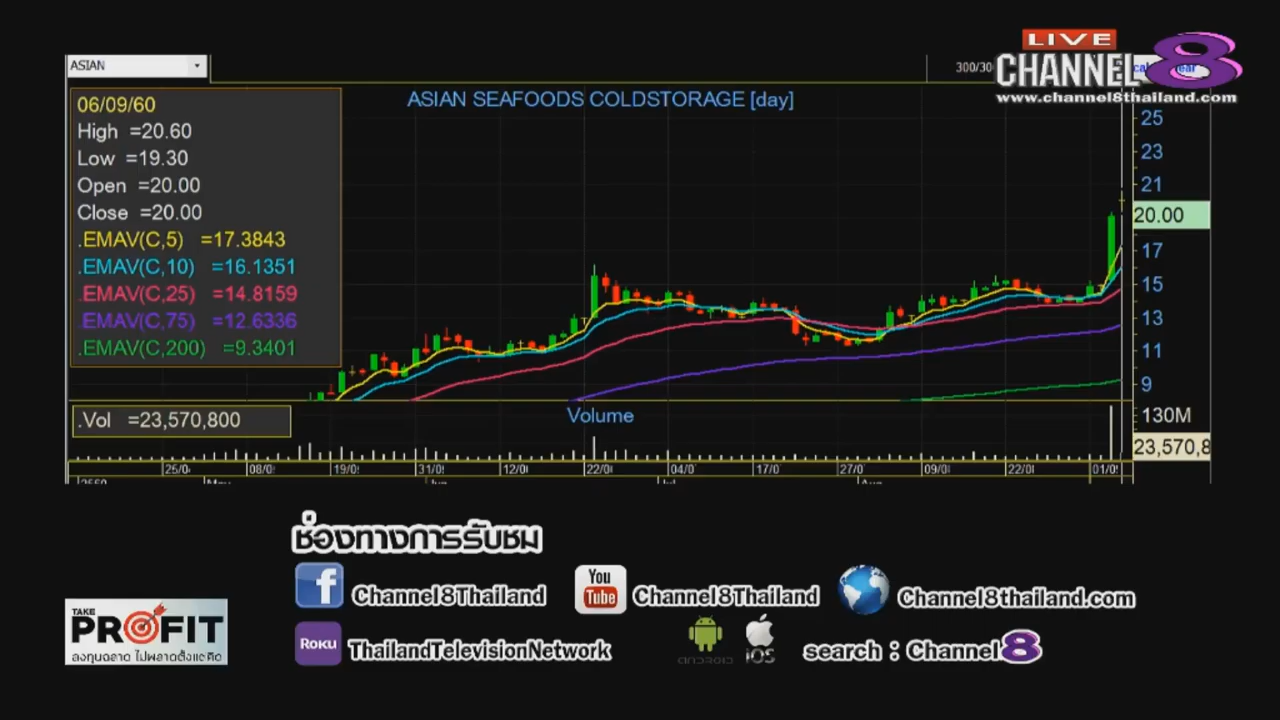 LIVE
CHANNEL 8
www.channel8thailand.com
ASIAN
300/30
ASIAN SEAFOODS COLDSTORAGE [day]
06/09/60
High =20.60
Low =19.30
Open =20.00
Close =20.00
.EMAV(C,5) =17.3843
.EMAV(C,10) =16.1351
.EMAV(C,25) =14.8159
.EMAV(C,75) =12.6336
.EMAV(C,200) =9.3401
25
23
21
20.00
17
15
13
11
9
.Vol =23,570,800
Volume
130M
23,570,8
25/0
08/0
19/0
31/0
12/0
22/0
04/0
17/0
27/0
09/0
22/0
01/0
ช่องทางการรับชม
f Channel8Thailand
You Tube Channel8Thailand
Channel8thailand.com
TAKE PROFIT
ลงทุนฉลาด ไม่พลาดตั้งแต่คิด
ROKU ThailandTelevisionNetwork
ANDROID iOS
search : Channel8